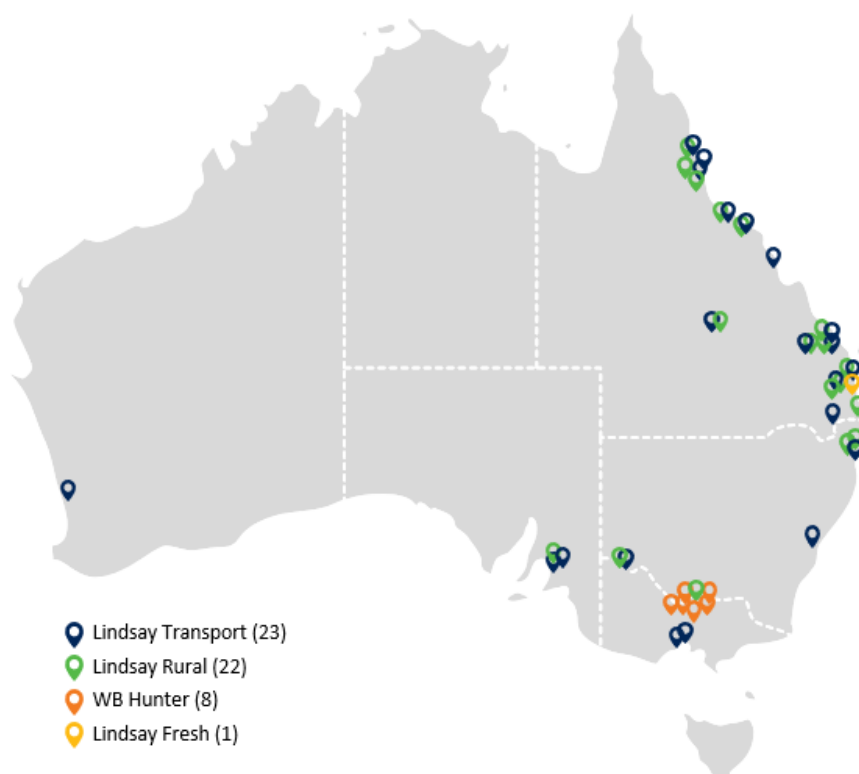 Lindsay Transport (23)
Lindsay Rural (22)
WB Hunter (8)
Lindsay Fresh (1)